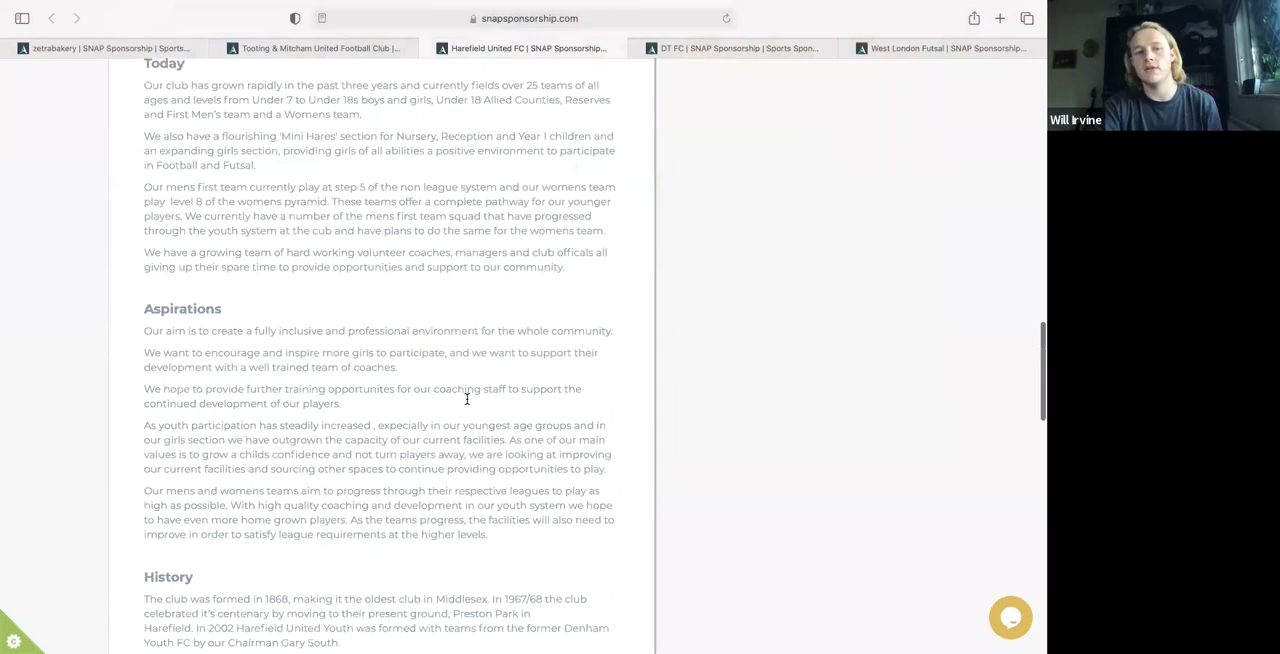 snapsponsorship.com
zetrabakery | SNAP Sponsorship | Sports...
Tooting & Mitcham United Football Club |...
Harefield United FC | SNAP Sponsorship...
DT FC | SNAP Sponsorship | Sports Spon...
West London Futsal | SNAP Sponsorship...
Will Irvine
Today
Our club has grown rapidly in the past three years and currently fields over 25 teams of all
ages and levels from Under 7 to Under 18s boys and girls, Under 18 Allied Counties, Reserves
and First Men's team and a Womens team.
We also have a flourishing 'Mini Hares' section for Nursery, Reception and Year 1 children and
an expanding girls section, providing girls of all abilities a positive environment to participate
in Football and Futsal.
Our mens first team currently play at step 5 of the non league system and our womens team
play level 8 of the womens pyramid. These teams offer a complete pathway for our younger
players. We currently have a number of the mens first team squad that have progressed
through the youth system at the cub and have plans to do the same for the womens team.
We have a growing team of hard working volunteer coaches, managers and club officals all
giving up their spare time to provide opportunities and support to our community.
Aspirations
Our aim is to create a fully inclusive and professional environment for the whole community.
We want to encourage and inspire more girls to participate, and we want to support their
development with a well trained team of coaches.
We hope to provide further training opportunites for our coaching staff to support the
continued development of our players.
As youth participation has steadily increased , especially in our youngest age groups and in
our girls section we have outgrown the capacity of our current facilities. As one of our main
values is to grow a childs confidence and not turn players away, we are looking at improving
our current facilities and sourcing other spaces to continue providing opportunities to play.
Our mens and womens teams aim to progress through their respective leagues to play as
high as possible. With high quality coaching and development in our youth system we hope
to have even more home grown players. As the teams progress, the facilities will also need to
improve in order to satisfy league requirements at the higher levels.
History
The club was formed in 1868, making it the oldest club in Middlesex. In 1967/68 the club
celebrated it's centenary by moving to their present ground, Preston Park in
Harefield. In 2002 Harefield United Youth was formed with teams from the former Denham
Youth FC by our Chairman Gary South.